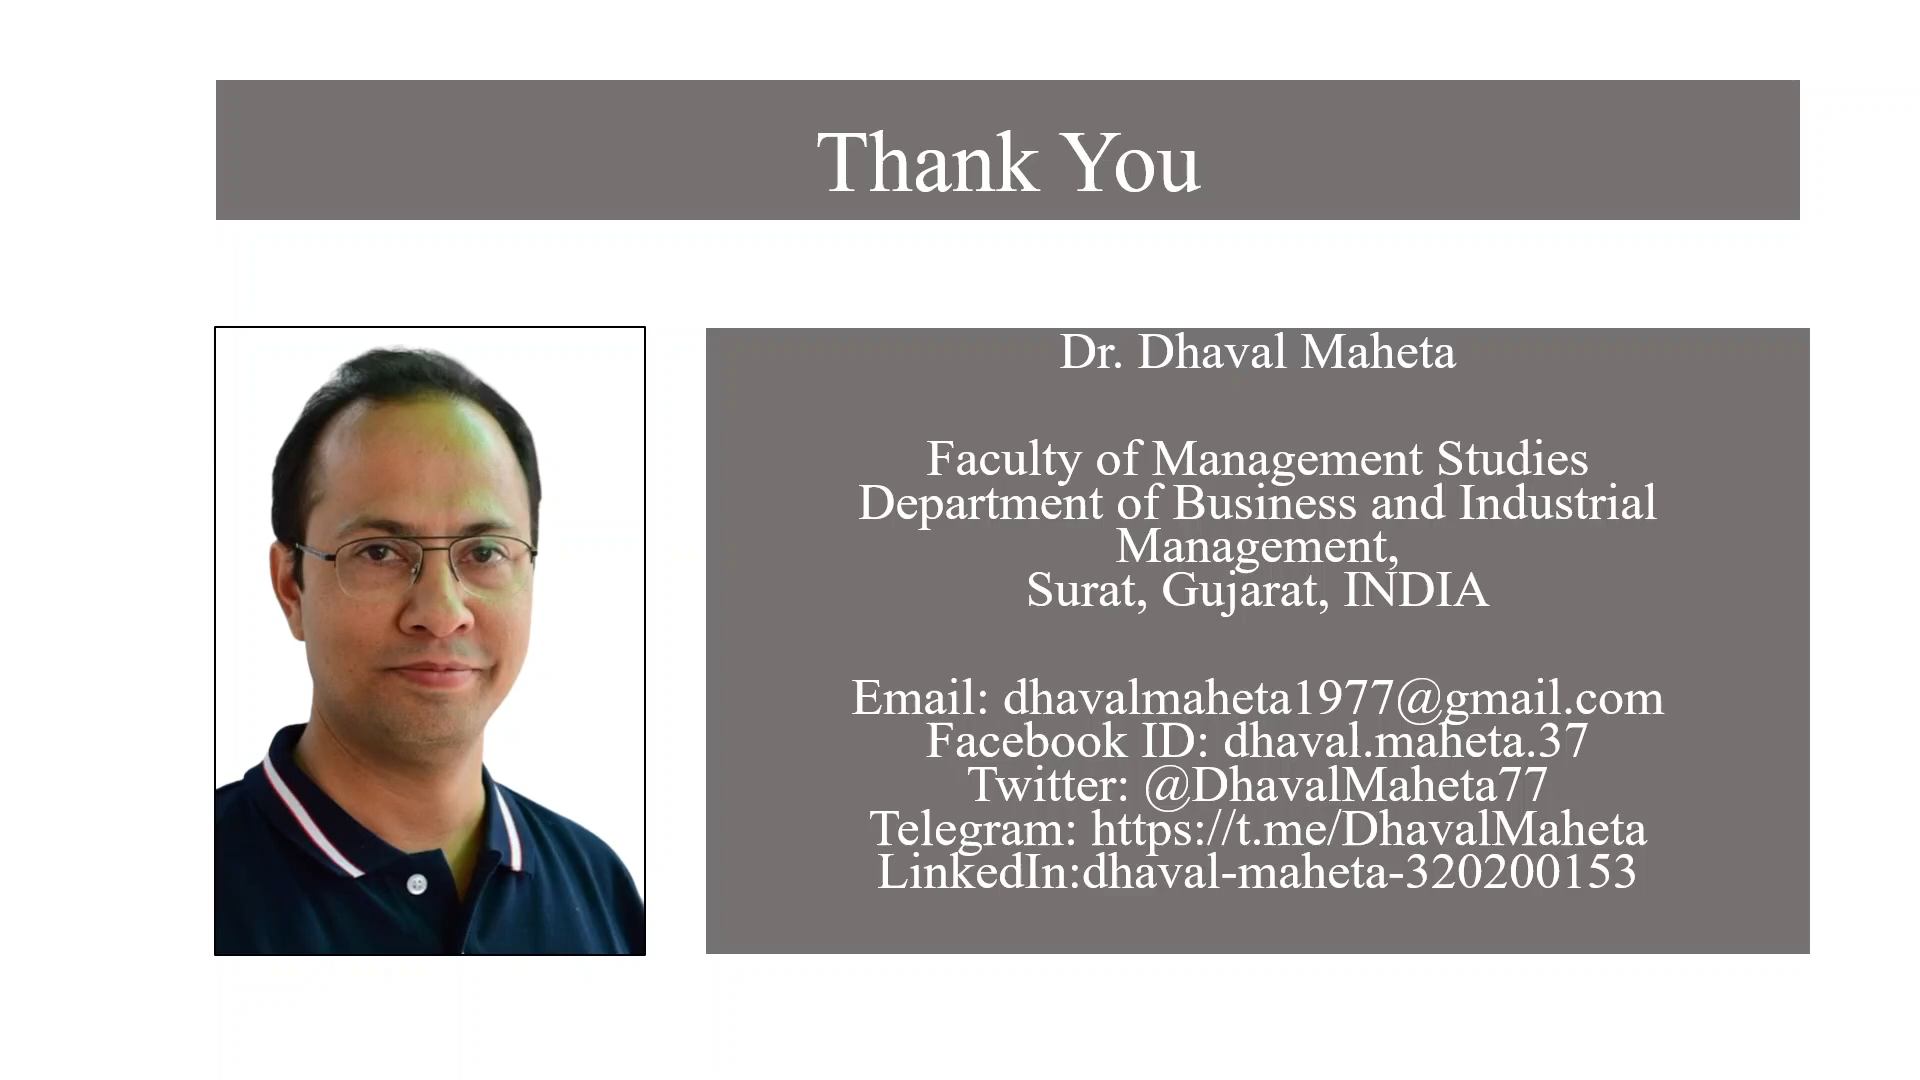 Thank You
Dr. Dhaval Maheta
Faculty of Management Studies
Department of Business and Industrial
Management,
Surat, Gujarat, INDIA
Email: dhavalmaheta1977@gmail.com
Facebook ID: dhaval.maheta.37
Twitter: @DhavalMaheta77
Telegram: https://t.me/DhavalMaheta
LinkedIn:dhaval-maheta-320200153